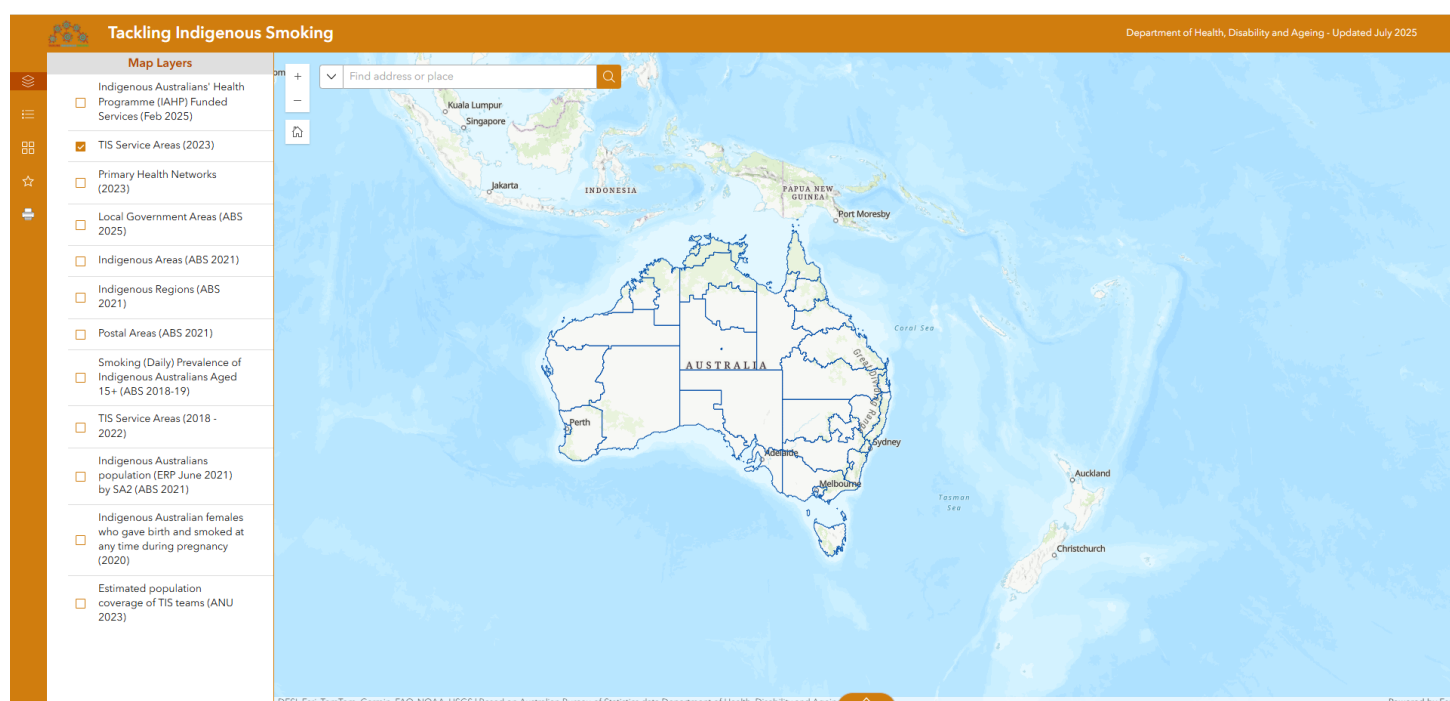 Tackling Indigenous Smoking
Department of Health, Disability and Ageing - Updated July 2025
Map Layers
Indigenous Australians' Health
Programme (IAHP) Funded
Services (Feb 2025)
TIS Service Areas (2023)
Primary Health Networks
(2023)
Local Government Areas (ABS
2025)
Indigenous Areas (ABS 2021)
Indigenous Regions (ABS
2021)
Postal Areas (ABS 2021)
Smoking (Daily) Prevalence of
Indigenous Australians Aged
15+ (ABS 2018-19)
TIS Service Areas (2018 -
2022)
Indigenous Australians
population (ERP June 2021)
by SA2 (ABS 2021)
Indigenous Australian females
who gave birth and smoked at
any time during pregnancy
(2020)
Estimated population
coverage of TIS teams (ANU
2023)
Find address or place
Kuala Lumpur
Singapore
Jakarta
INDONESIA
PAPUA NEW
GUINEA
Port Moresby
Coral Sea
AUSTRALIA
Great Dividing Range
Perth
Sydney
Adelaide
Melbourne
Tasman
Sea
Auckland
Christchurch